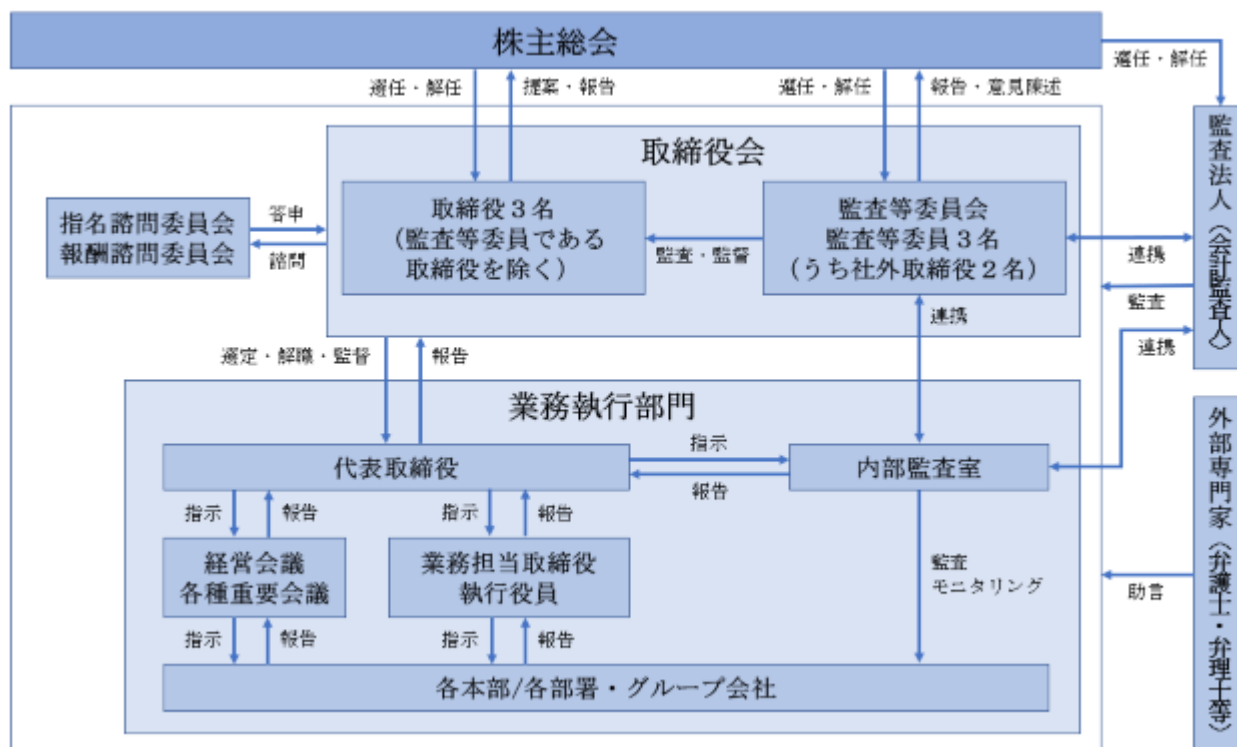 株主総会
選任・解任
提案・報告
選任・解任
報告・意見陳述
選任・解任
取締役会
取締役3名
（監査等委員である
取締役を除く）
監査・監督
監査等委員会
監査等委員3名
（うち社外取締役2名）
指名諮問委員会
報酬諮問委員会
答申
諮問
監査法人（会計監査人）
連携
監査
連携
連携
選定・解職・監督
報告
業務執行部門
代表取締役
指示
報告
内部監査室
指示
報告
指示
報告
経営会議
各種重要会議
業務担当取締役
執行役員
監査
モニタリング
指示
報告
指示
報告
各本部/各部署・グループ会社
外部専門家（弁護士・弁理士等）
助言